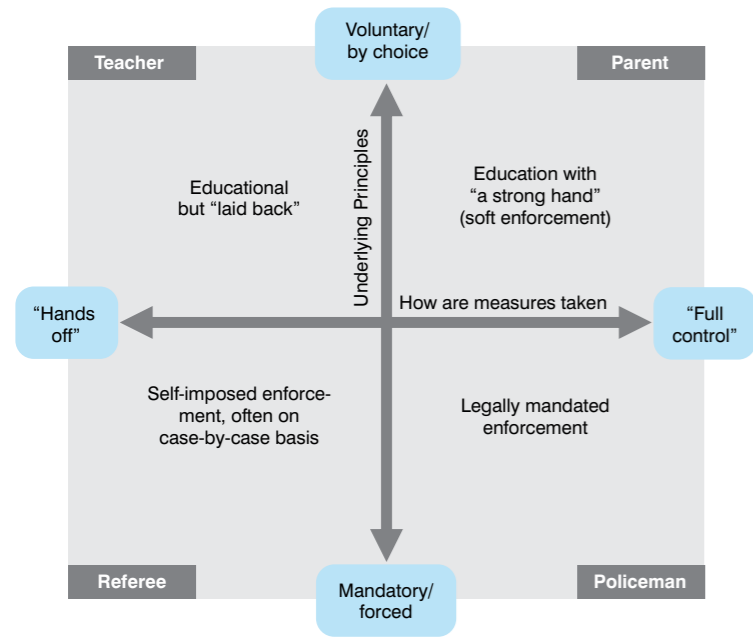 Voluntary/
by choice
Teacher
Parent
Underlying Principles
Educational
but “laid back”
Education with
“a strong hand”
(soft enforcement)
How are measures taken
“Hands
off”
“Full
control”
Self-imposed enforce-
ment, often on
case-by-case basis
Legally mandated
enforcement
Referee
Policeman
Mandatory/
forced